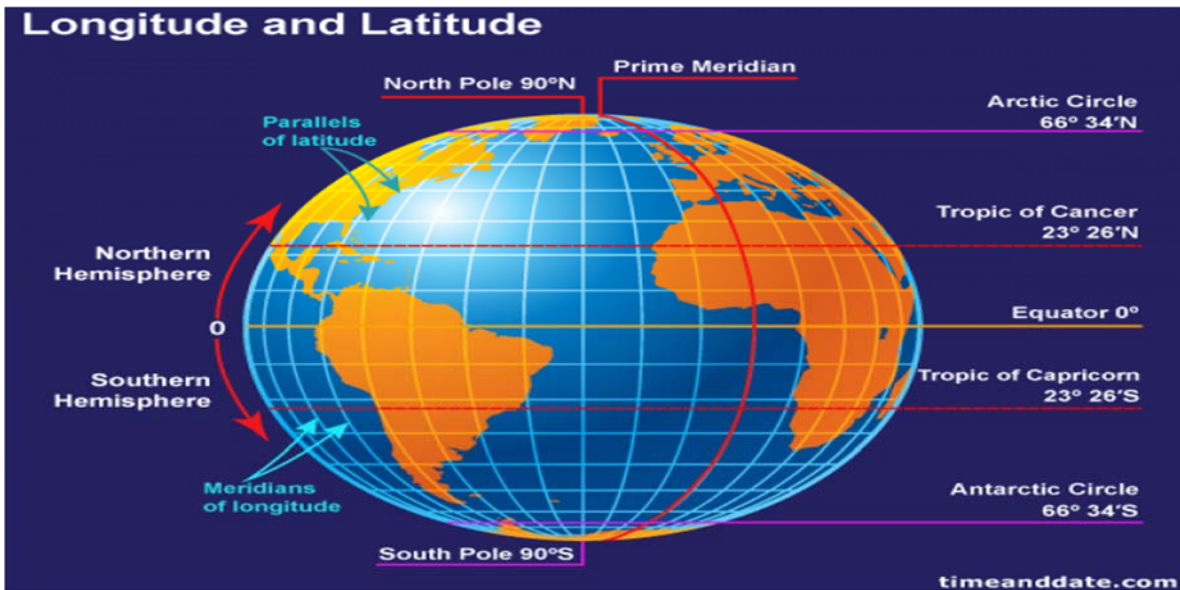 Longitude and Latitude
Prime Meridian
North Pole 90ºN
Arctic Circle
66º 34'N
Parallels
of latitude
Tropic of Cancer
23º 26'N
Northern
Hemisphere
Equator 0º
0
Southern
Hemisphere
Tropic of Capricorn
23º 26'S
Meridians
of longitude
Antarctic Circle
66º 34'S
South Pole 90ºS
timeanddate.com